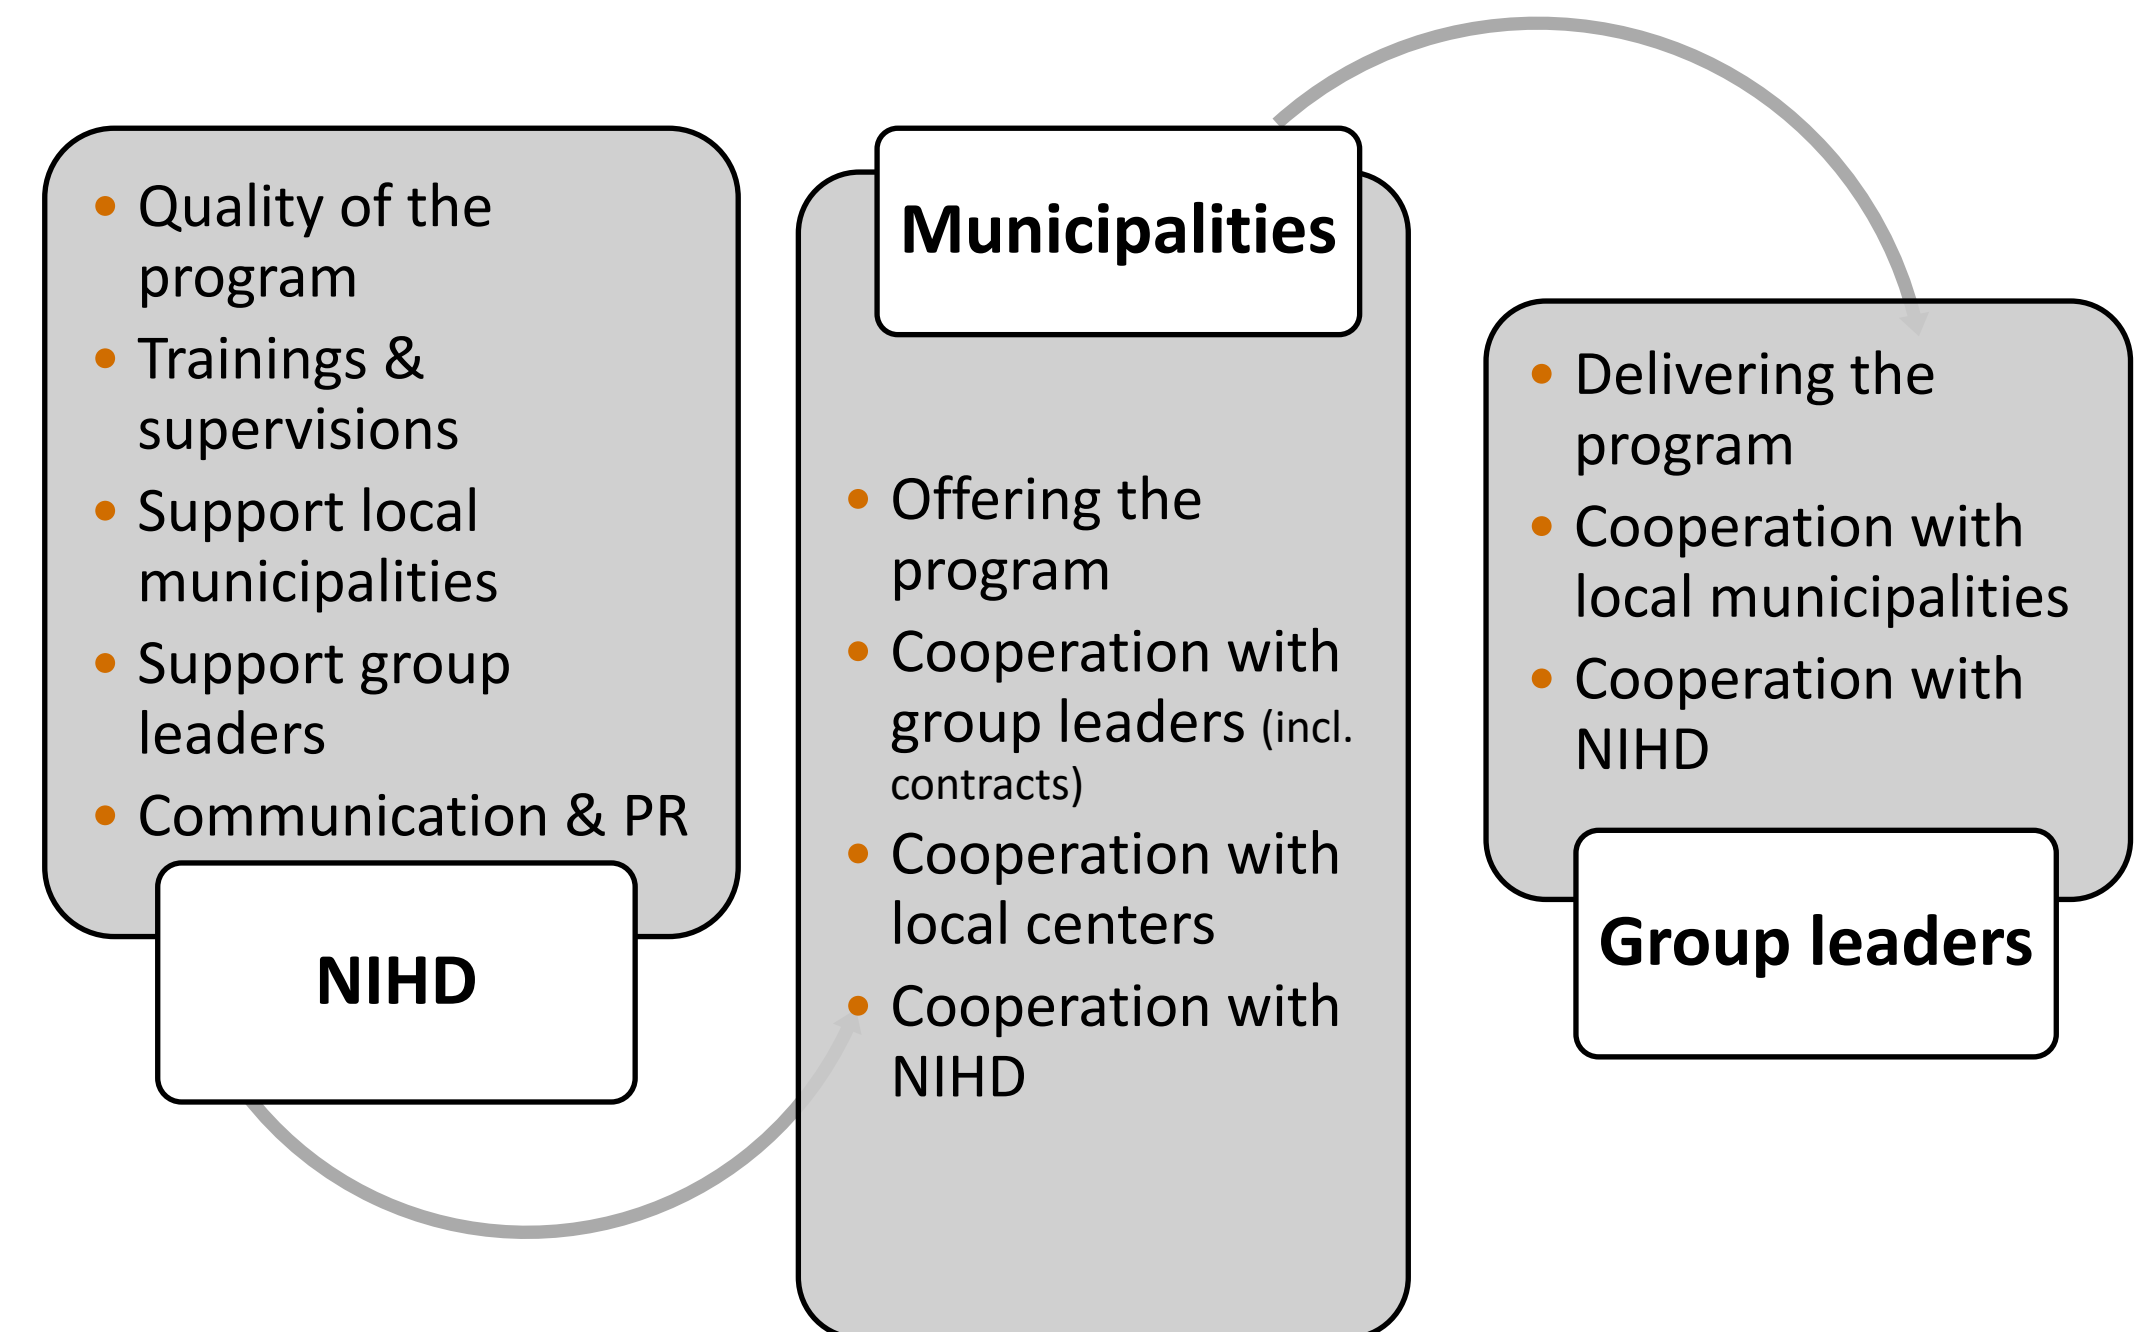 • Quality of the
program
• Trainings &
supervisions
• Support local
municipalities
• Support group
leaders
• Communication & PR
NIHD
Municipalities
• Offering the
program
• Cooperation with
group leaders (incl.
contracts)
• Cooperation with
local centers
• Cooperation with
NIHD
• Delivering the
program
• Cooperation with
local municipalities
• Cooperation with
NIHD
Group leaders